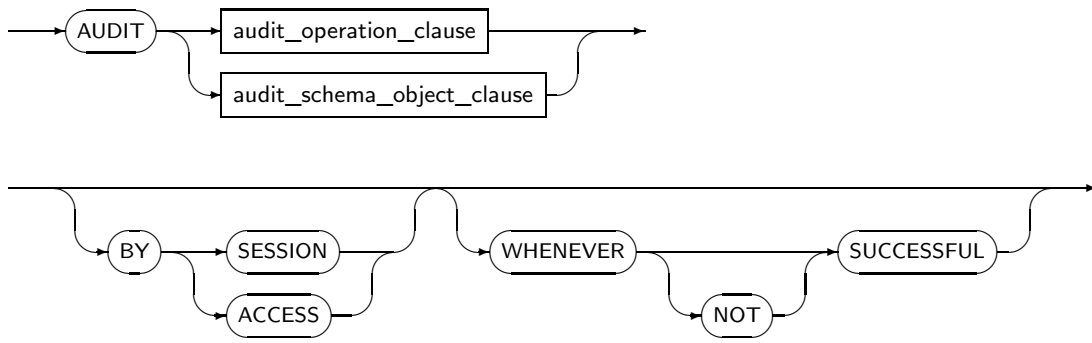 AUDIT audit_operation_clause
audit_schema_object_clause
BY SESSION WHENEVER SUCCESSFUL
ACCESS NOT